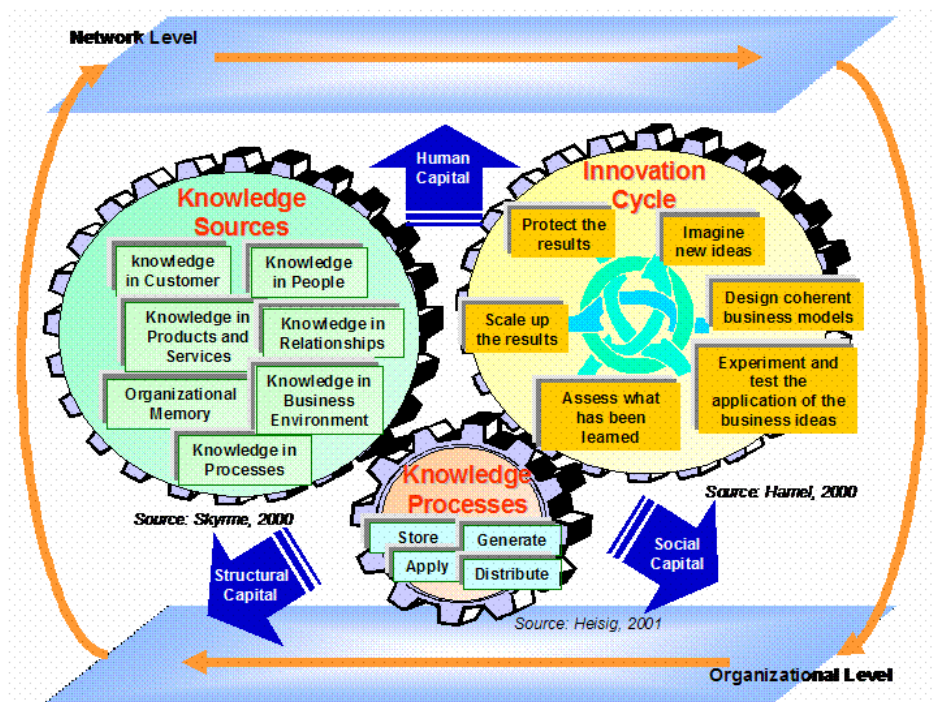 Network Level
Human
Capital
Knowledge
Sources
knowledge
in Customer
Knowledge
in People
Knowledge in
Products and
Services
Knowledge in
Relationships
Organizational
Memory
Knowledge in
Business
Environment
Knowledge in
Processes
Source: Skyrme, 2000
Innovation
Cycle
Protect the
results
Imagine
new ideas
Design coherent
business models
Scale up
the results
Experiment and
test the
application of the
business ideas
Assess what
has been
learned
Source: Hamel, 2000
Knowledge
Processes
Store
Generate
Apply
Distribute
Source: Heisig, 2001
Structural
Capital
Social
Capital
Organizational Level